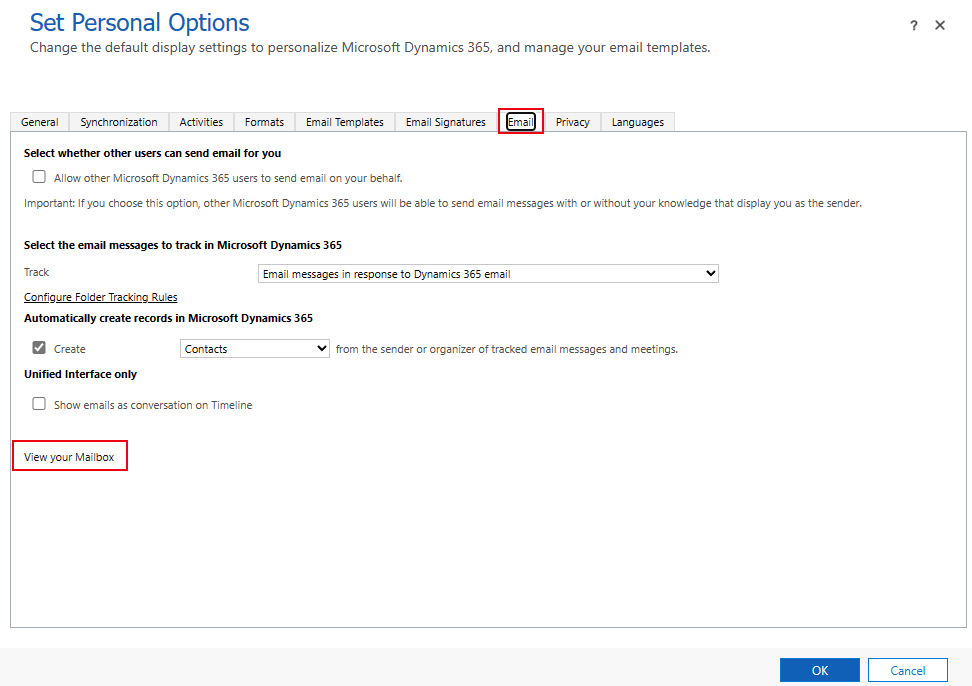 Set Personal Options
? ×
Change the default display settings to personalize Microsoft Dynamics 365, and manage your email templates.
General Synchronization Activities Formats Email Templates Email Signatures Email Privacy Languages
Select whether other users can send email for you
Allow other Microsoft Dynamics 365 users to send email on your behalf.
Important: If you choose this option, other Microsoft Dynamics 365 users will be able to send email messages with or without your knowledge that display you as the sender.
Select the email messages to track in Microsoft Dynamics 365
Track Email messages in response to Dynamics 365 email
Configure Folder Tracking Rules
Automatically create records in Microsoft Dynamics 365
Create Contacts from the sender or organizer of tracked email messages and meetings.
Unified Interface only
Show emails as conversation on Timeline
View your Mailbox
OK Cancel